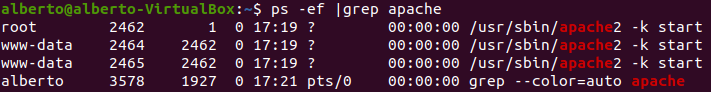 alberto@alberto-VirtualBox:~$ ps -ef |grep apache
root 2462 1 0 17:19 ? 00:00:00 /usr/sbin/apache2 -k start
www-data 2464 2462 0 17:19 ? 00:00:00 /usr/sbin/apache2 -k start
www-data 2465 2462 0 17:19 ? 00:00:00 /usr/sbin/apache2 -k start
alberto 3578 1927 0 17:21 pts/0 00:00:00 grep --color=auto apache